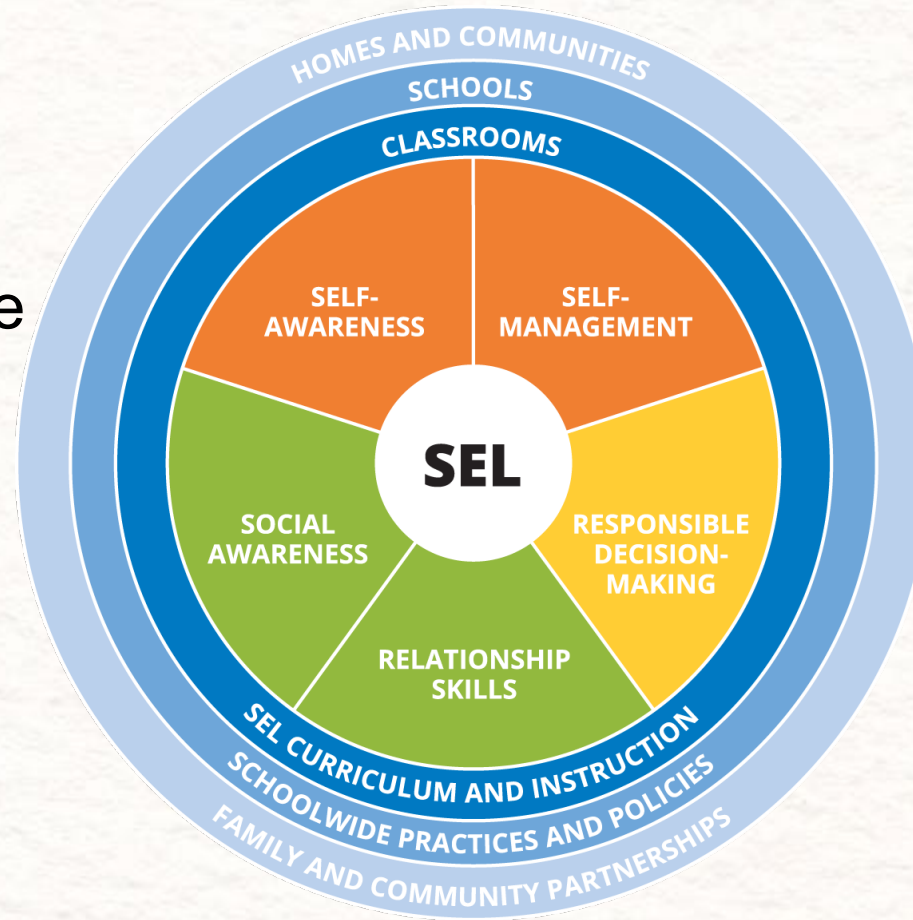 HOMES AND COMMUNITIES
SCHOOLS
CLASSROOMS
e
SELF-
AWARENESS
SELF-
MANAGEMENT
SEL
SOCIAL
AWARENESS
RESPONSIBLE
DECISION-
MAKING
RELATIONSHIP
SKILLS
SEL CURRICULUM AND INSTRUCTION
SCHOOLWIDE PRACTICES AND POLICIES
FAMILY AND COMMUNITY PARTNERSHIPS